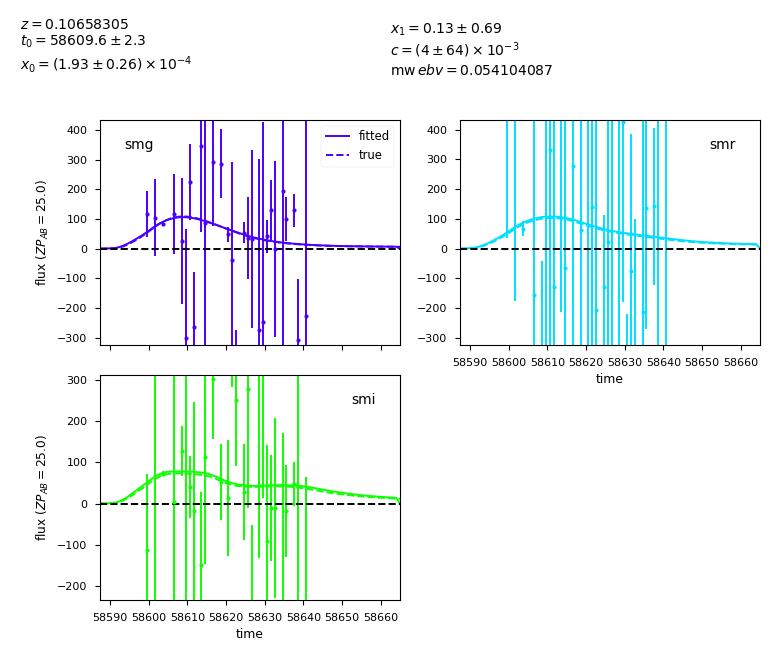 z = 0.10658305
t₀ = 58609.6 ± 2.3
x₀ = (1.93 ± 0.26) × 10⁻⁴
x₁ = 0.13 ± 0.69
c = (4 ± 64) × 10⁻³
mw ebv = 0.054104087
smg
fitted
true
400
300
200
100
0
−100
−200
−300
flux (ZP_AB = 25.0)
smr
400
300
200
100
0
−100
−200
−300
58590 58600 58610 58620 58630 58640 58650 58660
time
smi
300
200
100
0
−100
−200
flux (ZP_AB = 25.0)
58590 58600 58610 58620 58630 58640 58650 58660
time